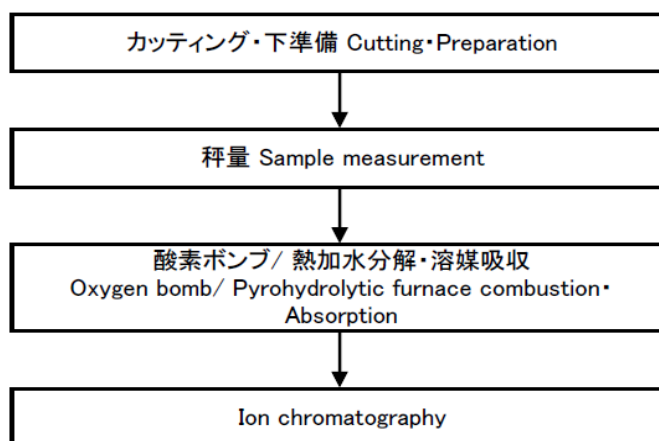 カッティング・下準備 Cutting・Preparation
秤量 Sample measurement
酸素ボンブ/ 熱加水分解・溶媒吸収
Oxygen bomb/ Pyrohydrolytic furnace combustion・
Absorption
Ion chromatography